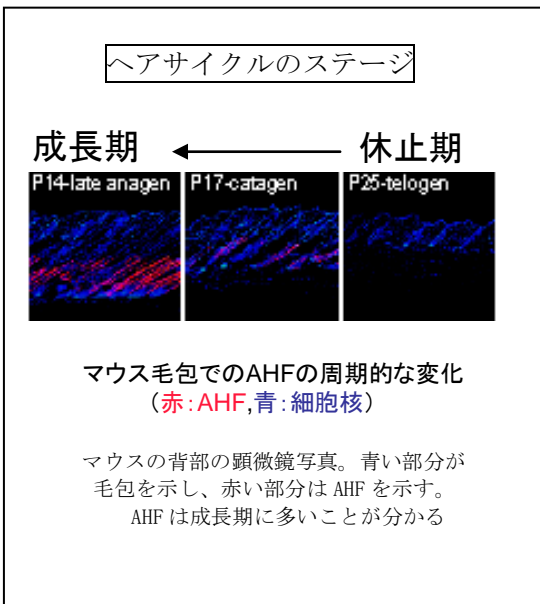 ヘアサイクルのステージ
成長期 ← 休止期
P14-late anagen P17-catagen P25-telogen
マウス毛包でのAHFの周期的な変化
（赤：AHF,青：細胞核）
マウスの背部の顕微鏡写真。青い部分が
毛包を示し、赤い部分は AHF を示す。
AHF は成長期に多いことが分かる